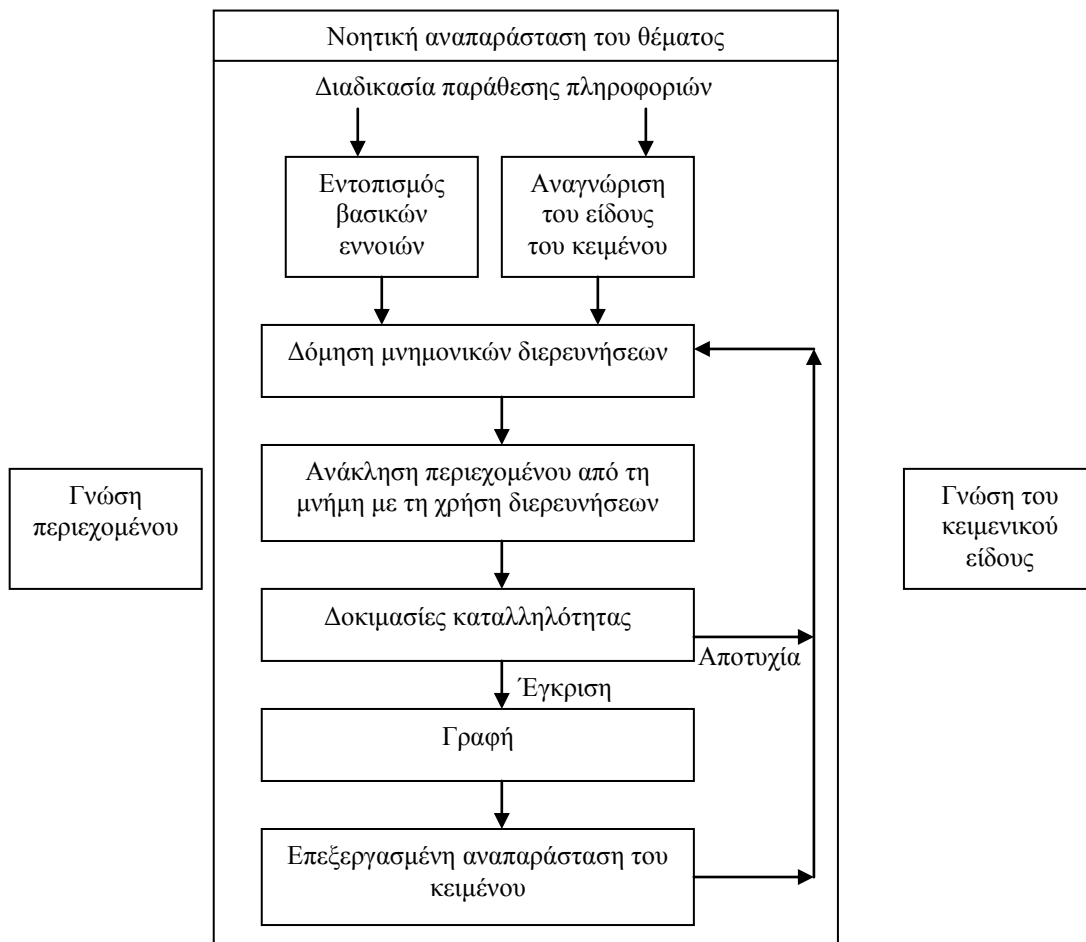 Νοητική αναπαράσταση του θέματος
Διαδικασία παράθεσης πληροφοριών
Εντοπισμός
βασικών
εννοιών
Αναγνώριση
του είδους
του κειμένου
Δόμηση μνημονικών διερευνήσεων
Ανάκληση περιεχομένου από τη
μνήμη με τη χρήση διερευνήσεων
Γνώση
περιεχομένου
Γνώση του
κειμενικού
είδους
Δοκιμασίες καταλληλότητας
Αποτυχία
Έγκριση
Γραφή
Επεξεργασμένη αναπαράσταση του
κειμένου